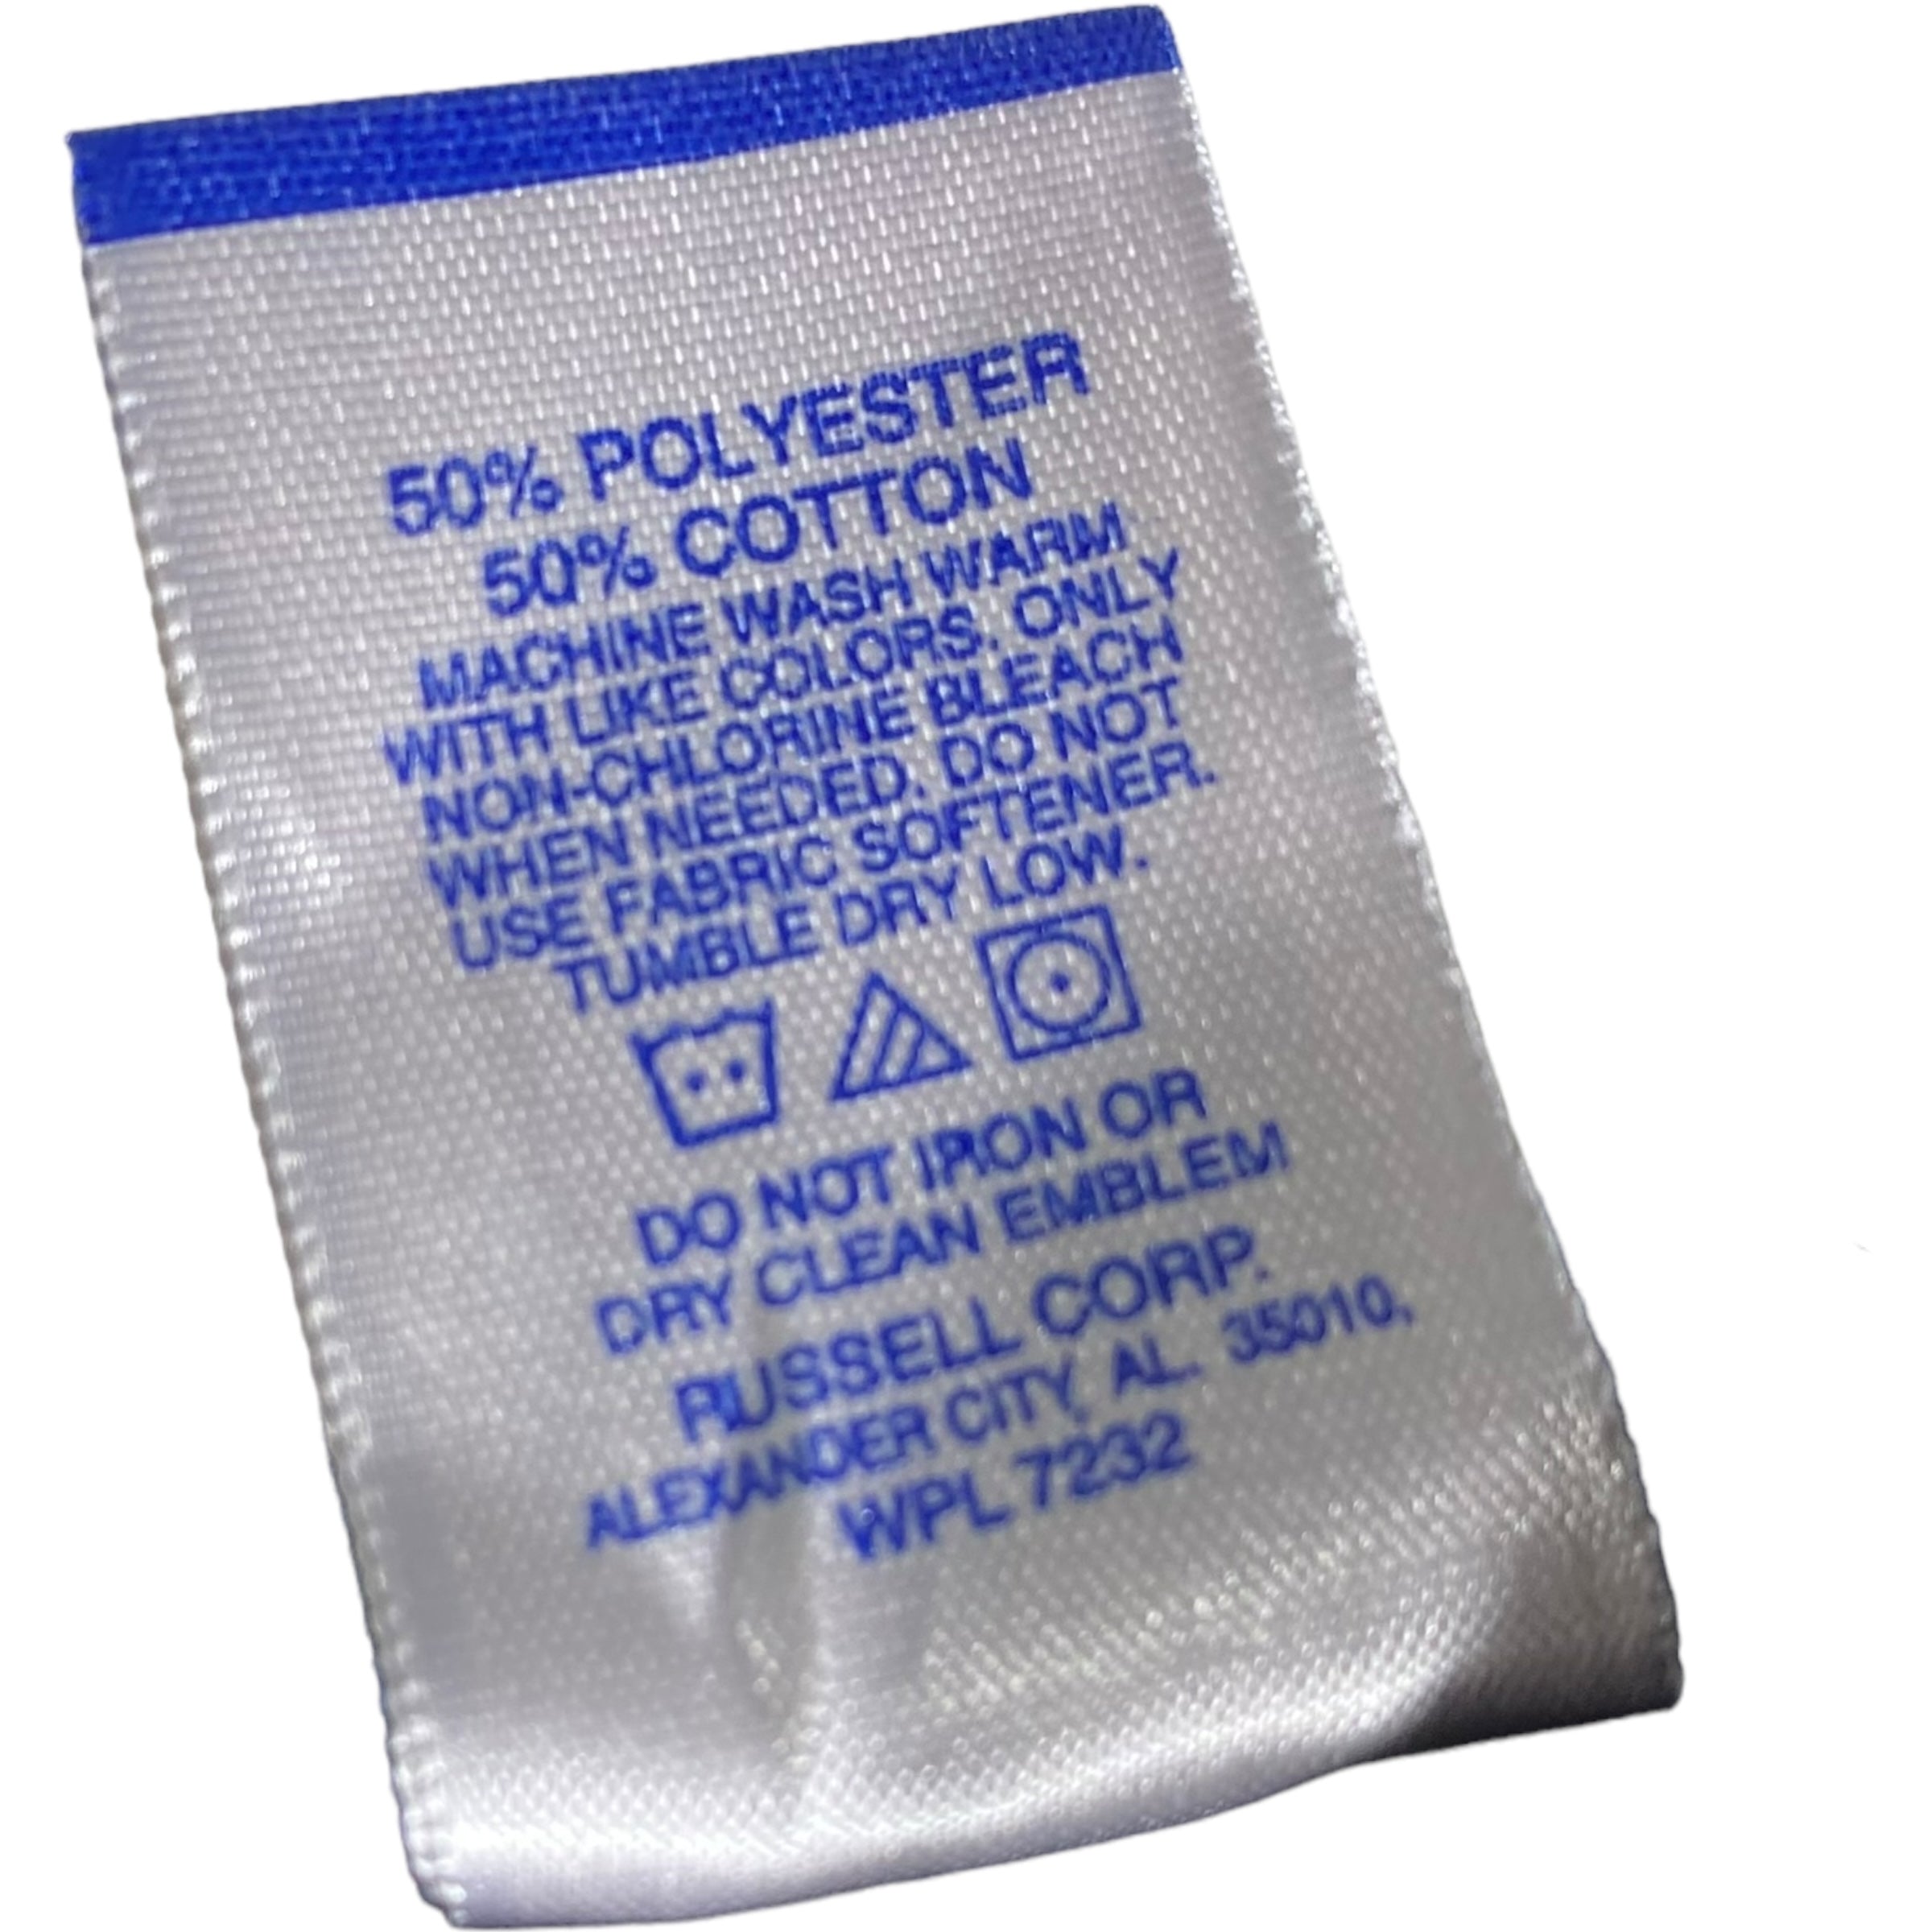 50% POLYESTER
50% COTTON
MACHINE WASH WARM
WITH LIKE COLORS. ONLY
NON-CHLORINE BLEACH
WHEN NEEDED. DO NOT
USE FABRIC SOFTENER.
TUMBLE DRY LOW.
DO NOT IRON OR
DRY CLEAN EMBLEM
RUSSELL CORP.
ALEXANDER CITY, AL. 35010,
WPL 7232